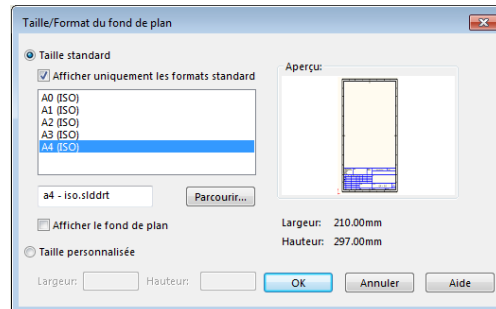 Taille/Format du fond de plan
Taille standard
Afficher uniquement les formats standard
A0 (ISO)
A1 (ISO)
A2 (ISO)
A3 (ISO)
A4 (ISO)
a4 - iso.slddrt
Parcourir...
Afficher le fond de plan
Taille personnalisée
Largeur:
Hauteur:
Aperçu:
Largeur: 210.00mm
Hauteur: 297.00mm
OK
Annuler
Aide